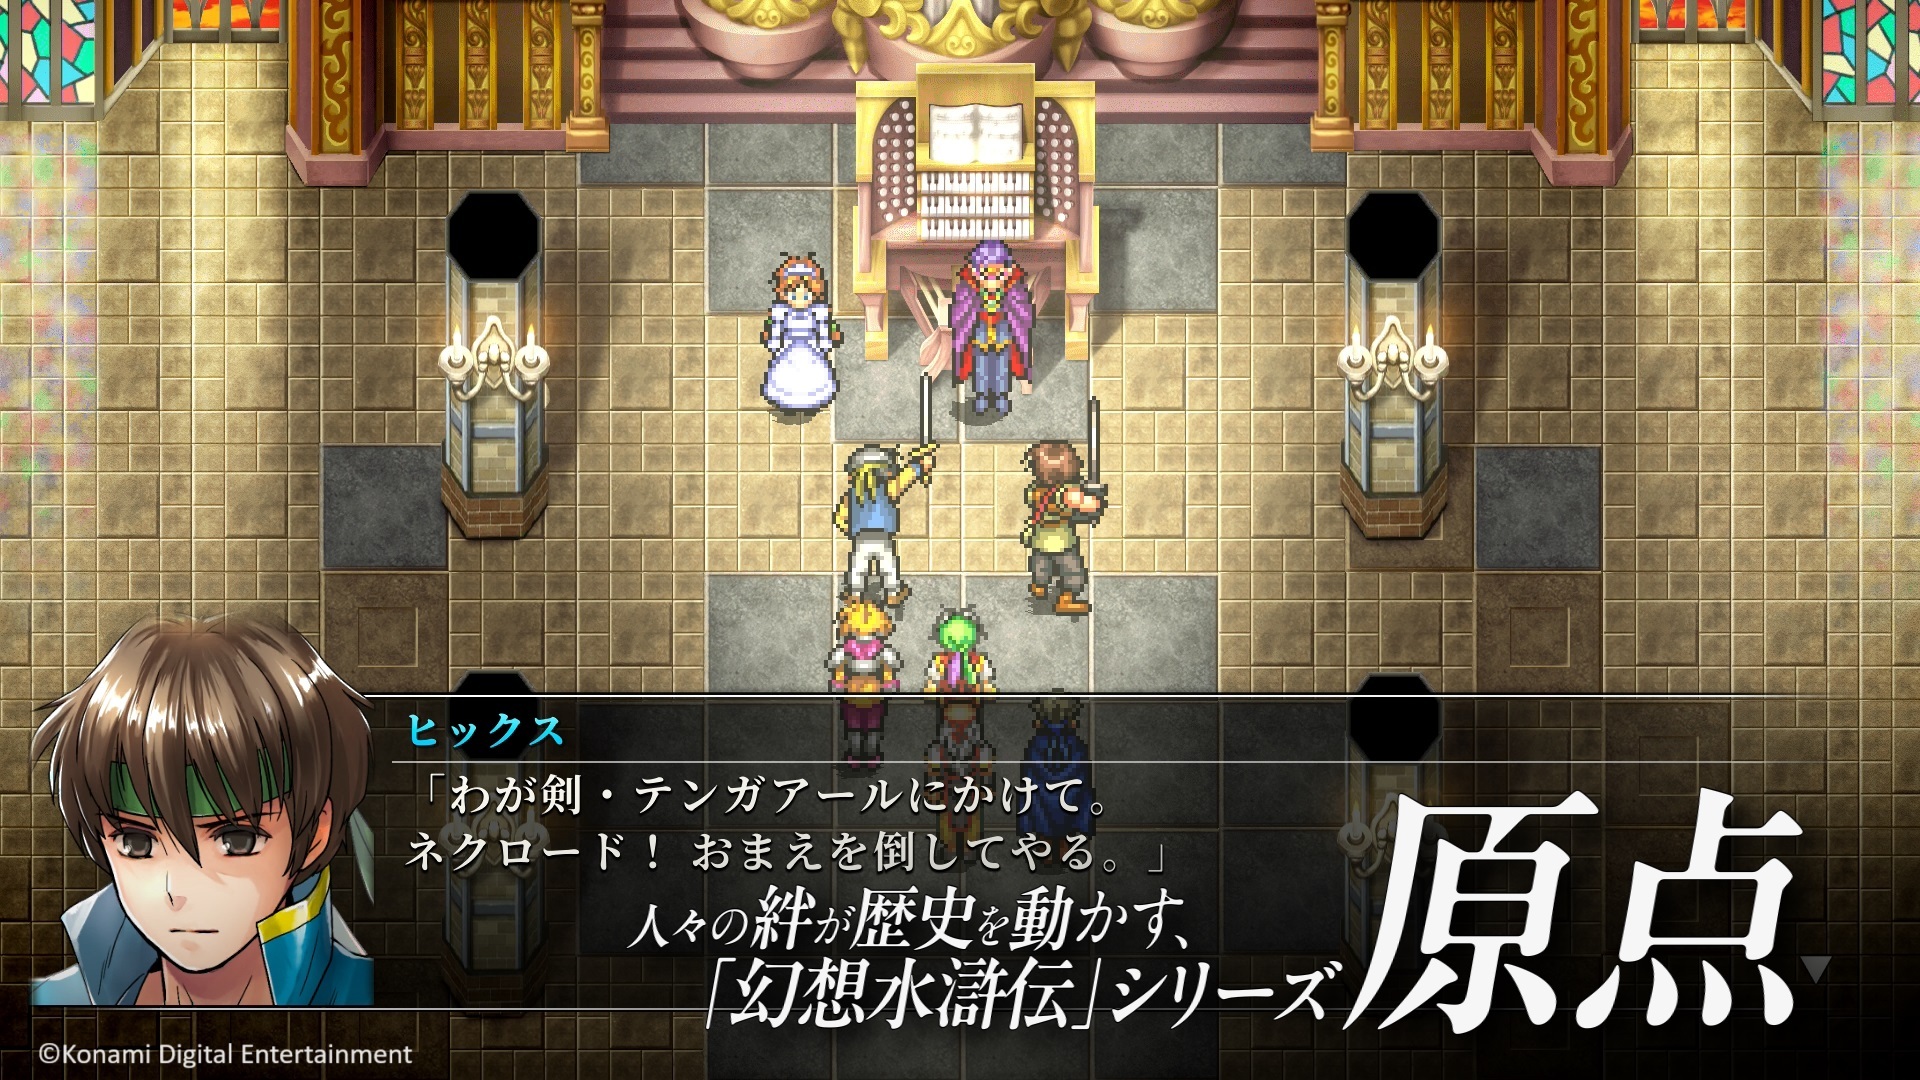 ヒックス
「わが剣・テンガアールにかけて。
ネクロード！ おまえを倒してやる。」
人々の絆が歴史を動かす、
「幻想水滸伝」シリーズ
原点
©Konami Digital Entertainment